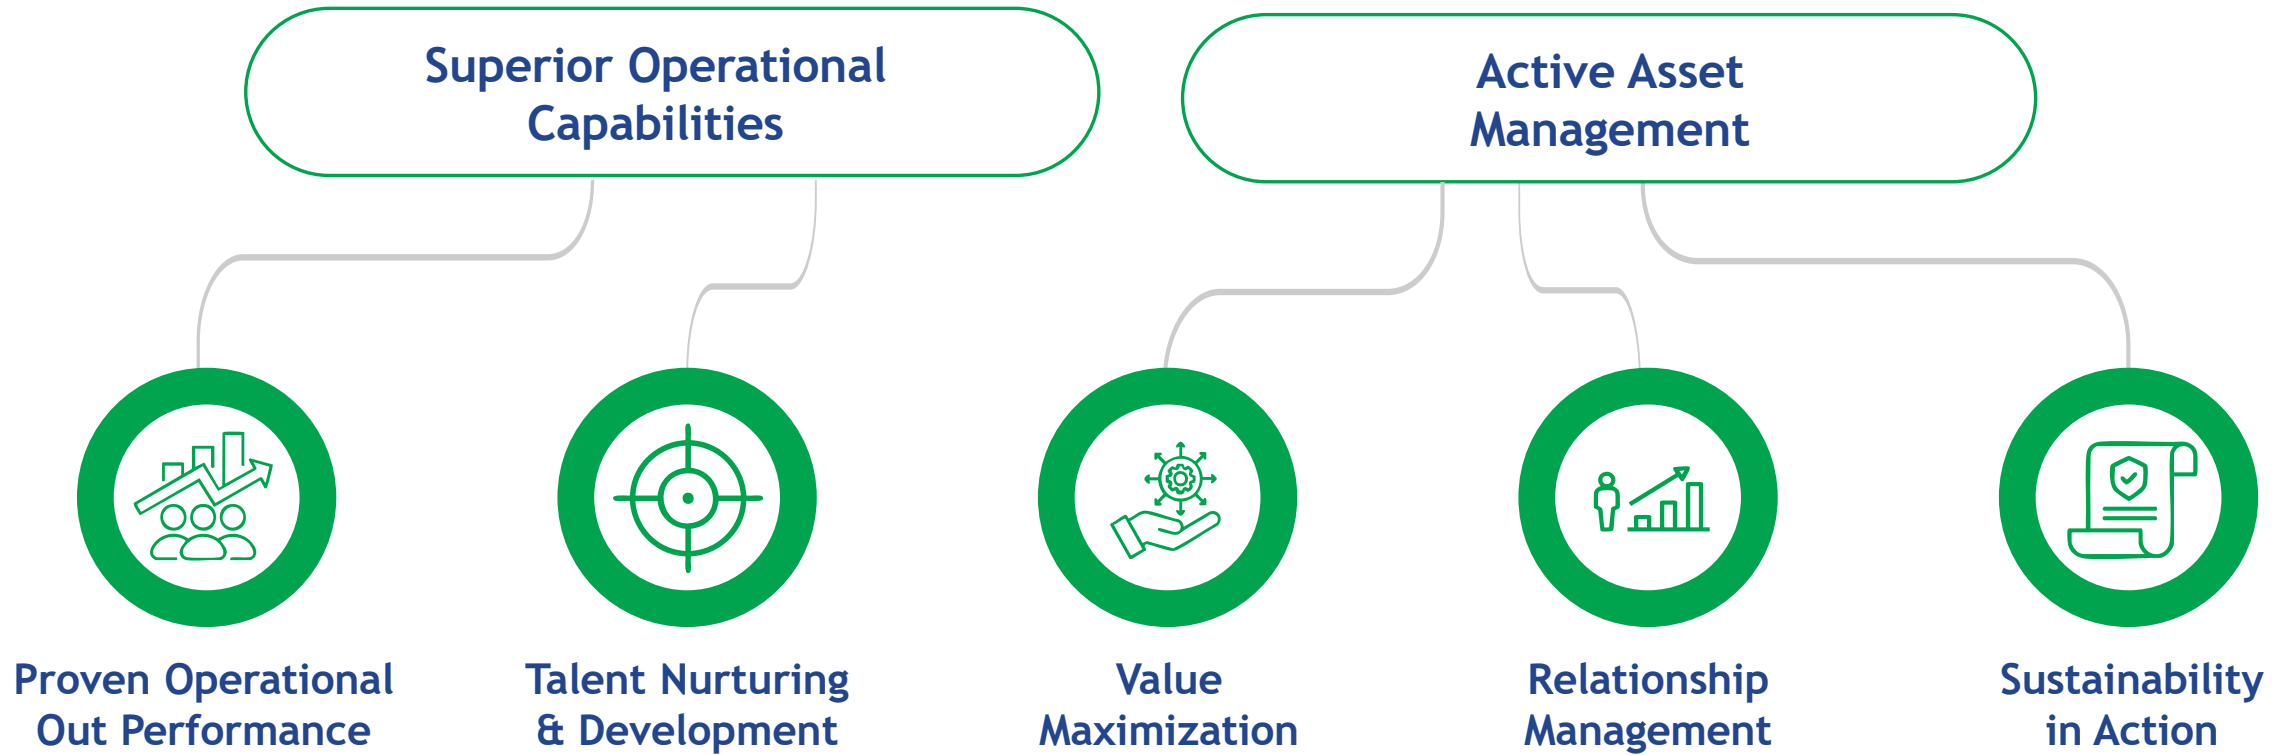 Superior Operational
Capabilities
Active Asset
Management
Proven Operational
Out Performance
Talent Nurturing
& Development
Value
Maximization
Relationship
Management
Sustainability
in Action